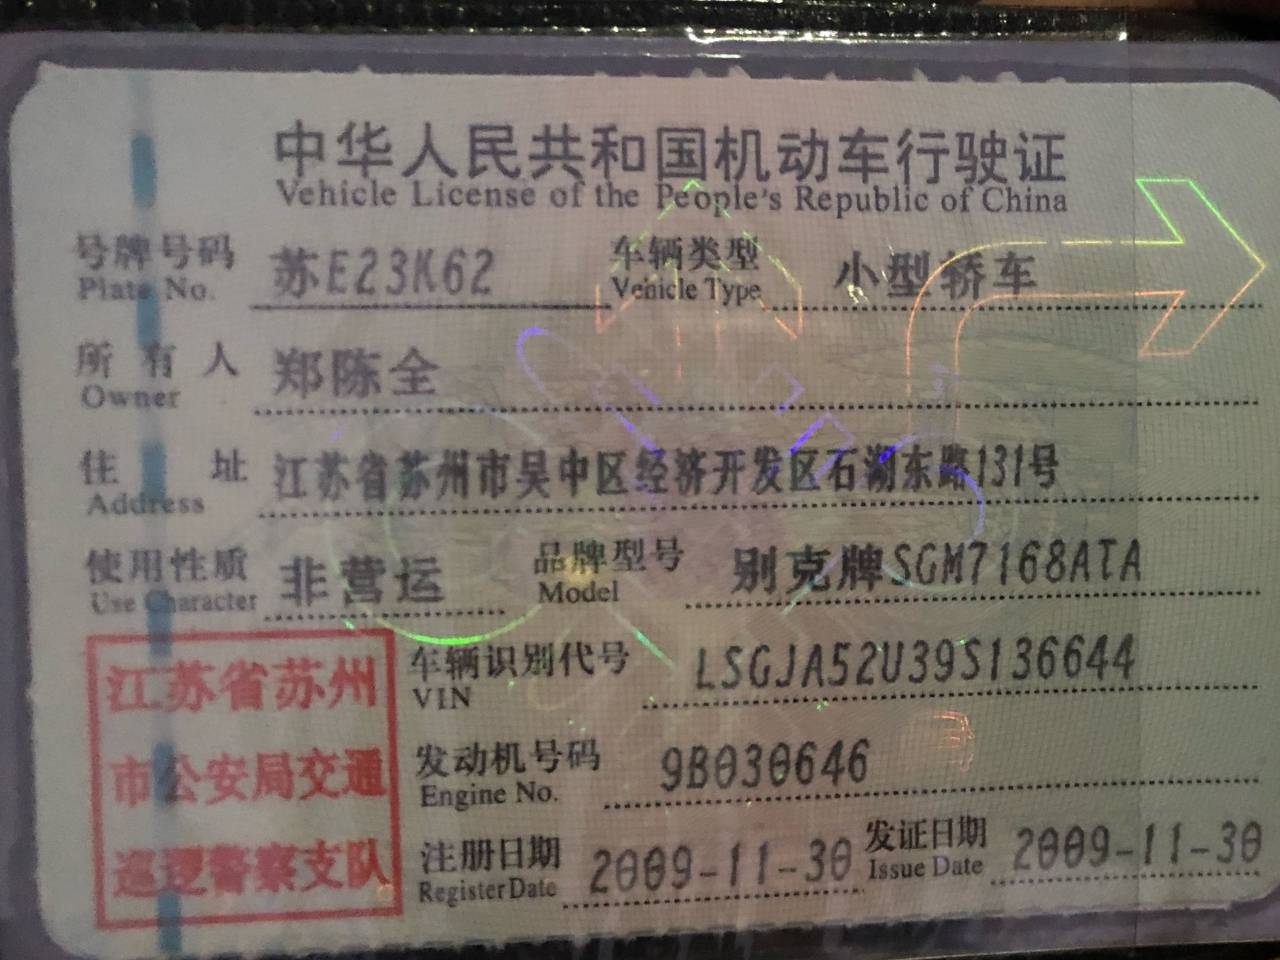 中华人民共和国机动车行驶证
Vehicle License of the People's Republic of China
号牌号码 苏E23K62 车辆类型 小型轿车
Plate No. Vehicle Type
所有人 郑陈全
Owner
住址 江苏省苏州市吴中区经济开发区石湖东路131号
Address
使用性质 非营运 品牌型号 别克牌SGM7168ATA
Use Character Model
江苏省苏州
市公安局交通
巡逻警察支队
车辆识别代号 LSGJA52U39S136644
VIN
发动机号码 9B030646
Engine No.
注册日期 2009-11-30 发证日期 2009-11-30
Register Date Issue Date